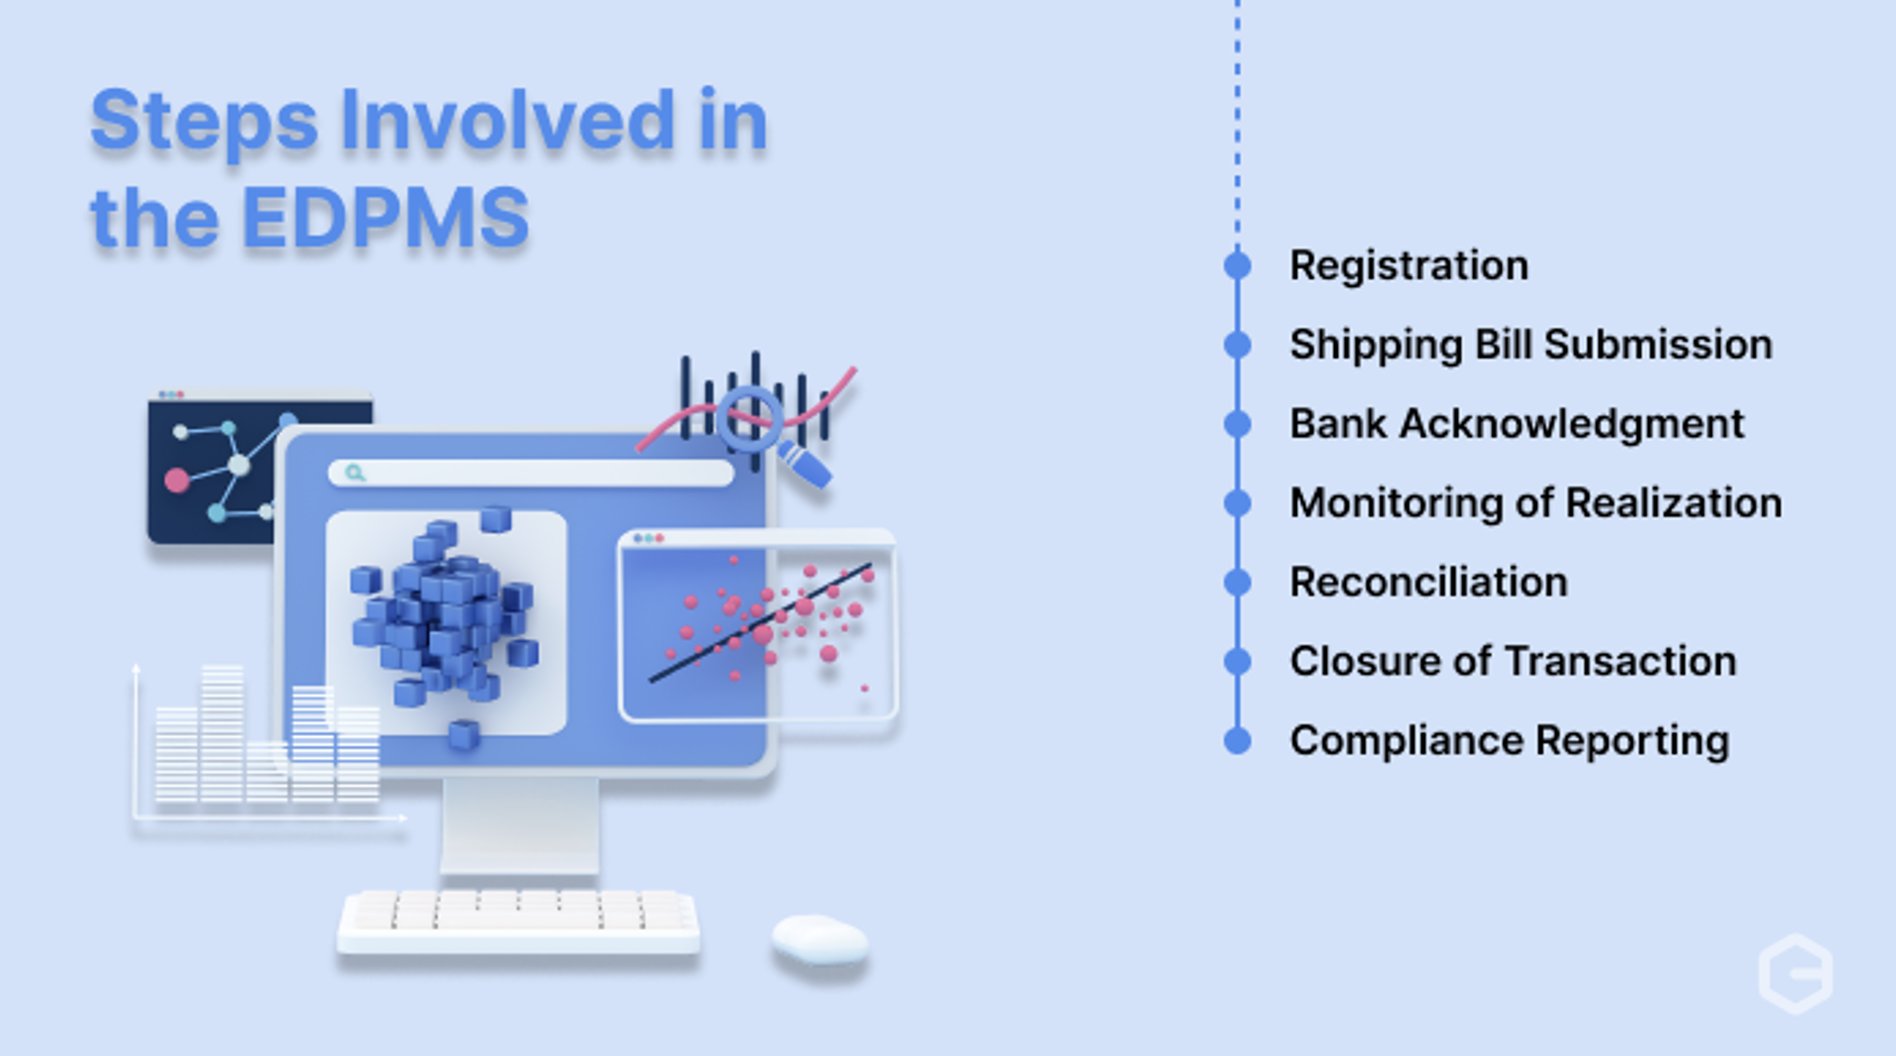 Steps Involved in
the EDPMS
Registration
Shipping Bill Submission
Bank Acknowledgment
Monitoring of Realization
Reconciliation
Closure of Transaction
Compliance Reporting